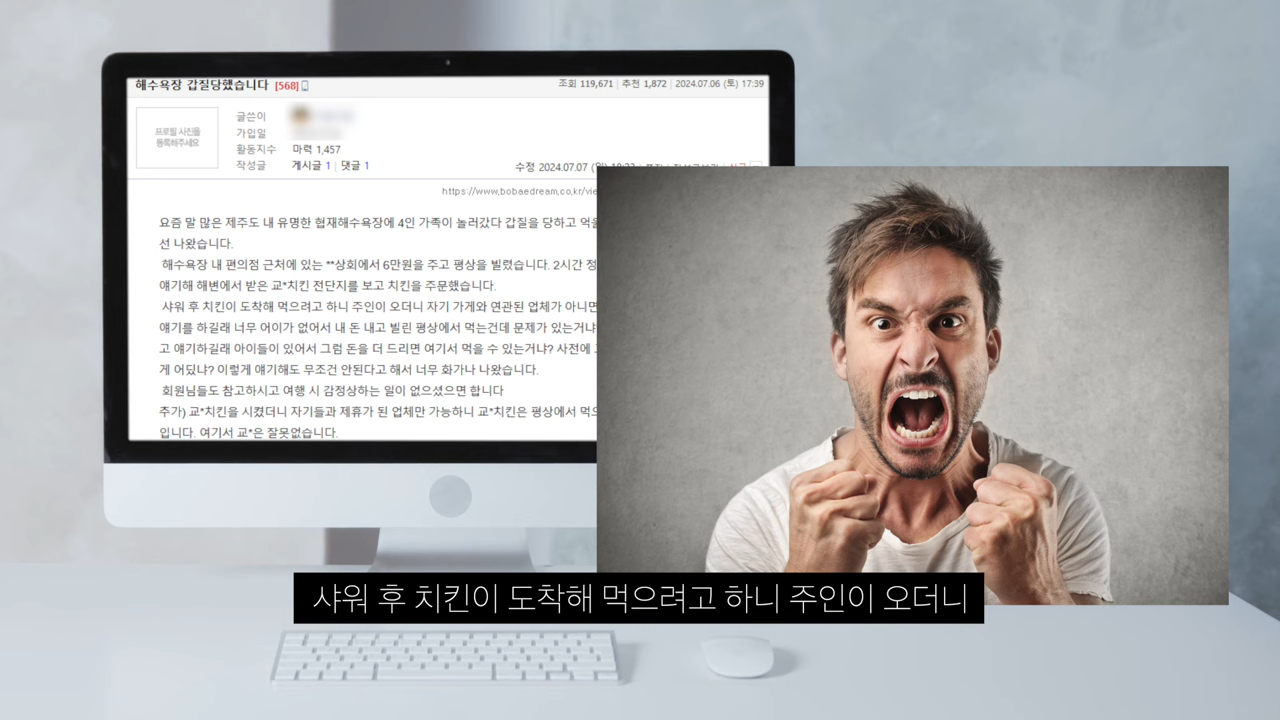 해수욕장 갑질당했습니다 [568]
조회 119,671 | 추천 1,872 | 2024.07.06 (토) 17:39
프로필 사진을
등록해주세요
글쓴이
가입일
활동지수 마력 1,457
작성글 게시글 1 | 댓글 1
수정 2024.07.07
https://www.bobaedream.co.kr/vie
요즘 말 많은 제주도 내 유명한 협재해수욕장에 4인 가족이 놀러갔다 갑질을 당하고 억울
선 나왔습니다.
해수욕장 내 편의점 근처에 있는 **상회에서 6만원을 주고 평상을 빌렸습니다. 2시간 정
얘기해 해변에서 받은 교*치킨 전단지를 보고 치킨을 주문했습니다.
샤워 후 치킨이 도착해 먹으려고 하니 주인이 오더니 자기 가게와 연관된 업체가 아니면
얘기를 하길래 너무 어이가 없어서 내 돈 내고 빌린 평상에서 먹는건데 문제가 있는거냐
고 얘기하길래 아이들이 있어서 그럼 돈을 더 드리면 여기서 먹을 수 있는거냐? 사전에
게 어딨냐? 이렇게 얘기해도 무조건 안된다고 해서 너무 화가나 나왔습니다.
회원님들도 참고하시고 여행 시 감정상하는 일이 없으셨으면 합니다
추가) 교*치킨을 시켰더니 자기들과 제휴가 된 업체만 가능하니 교*치킨은 평상에서 먹으
입니다. 여기서 교*은 잘못없습니다.
샤워 후 치킨이 도착해 먹으려고 하니 주인이 오더니